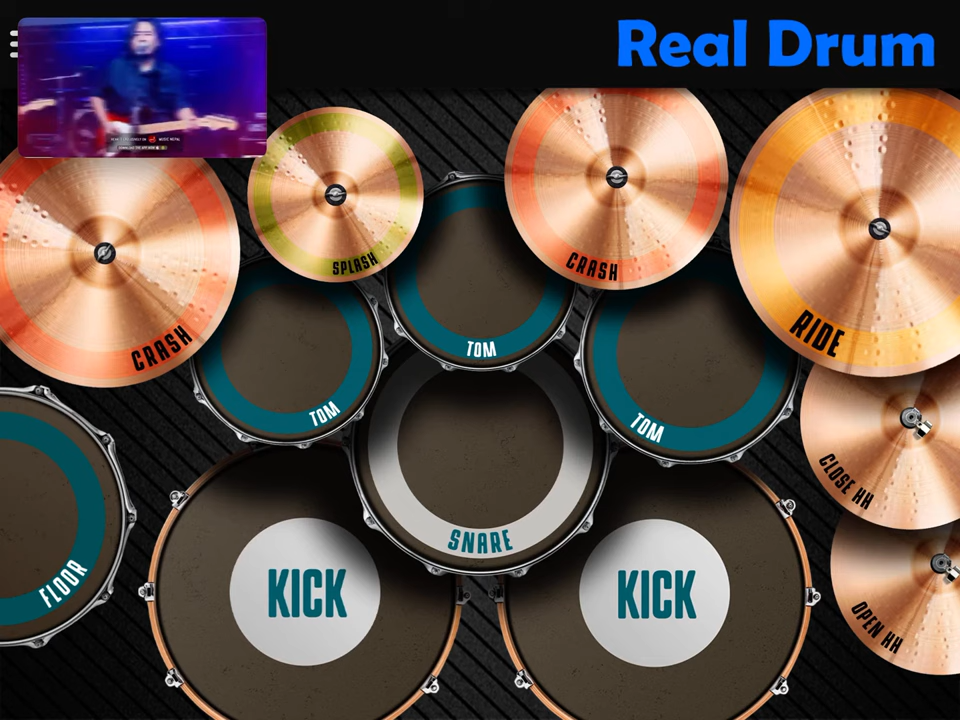 Real Drum
CRASH
SPLASH
CRASH
RIDE
TOM
TOM
TOM
CLOSE HH
SNARE
FLOOR
KICK
KICK
OPEN HH